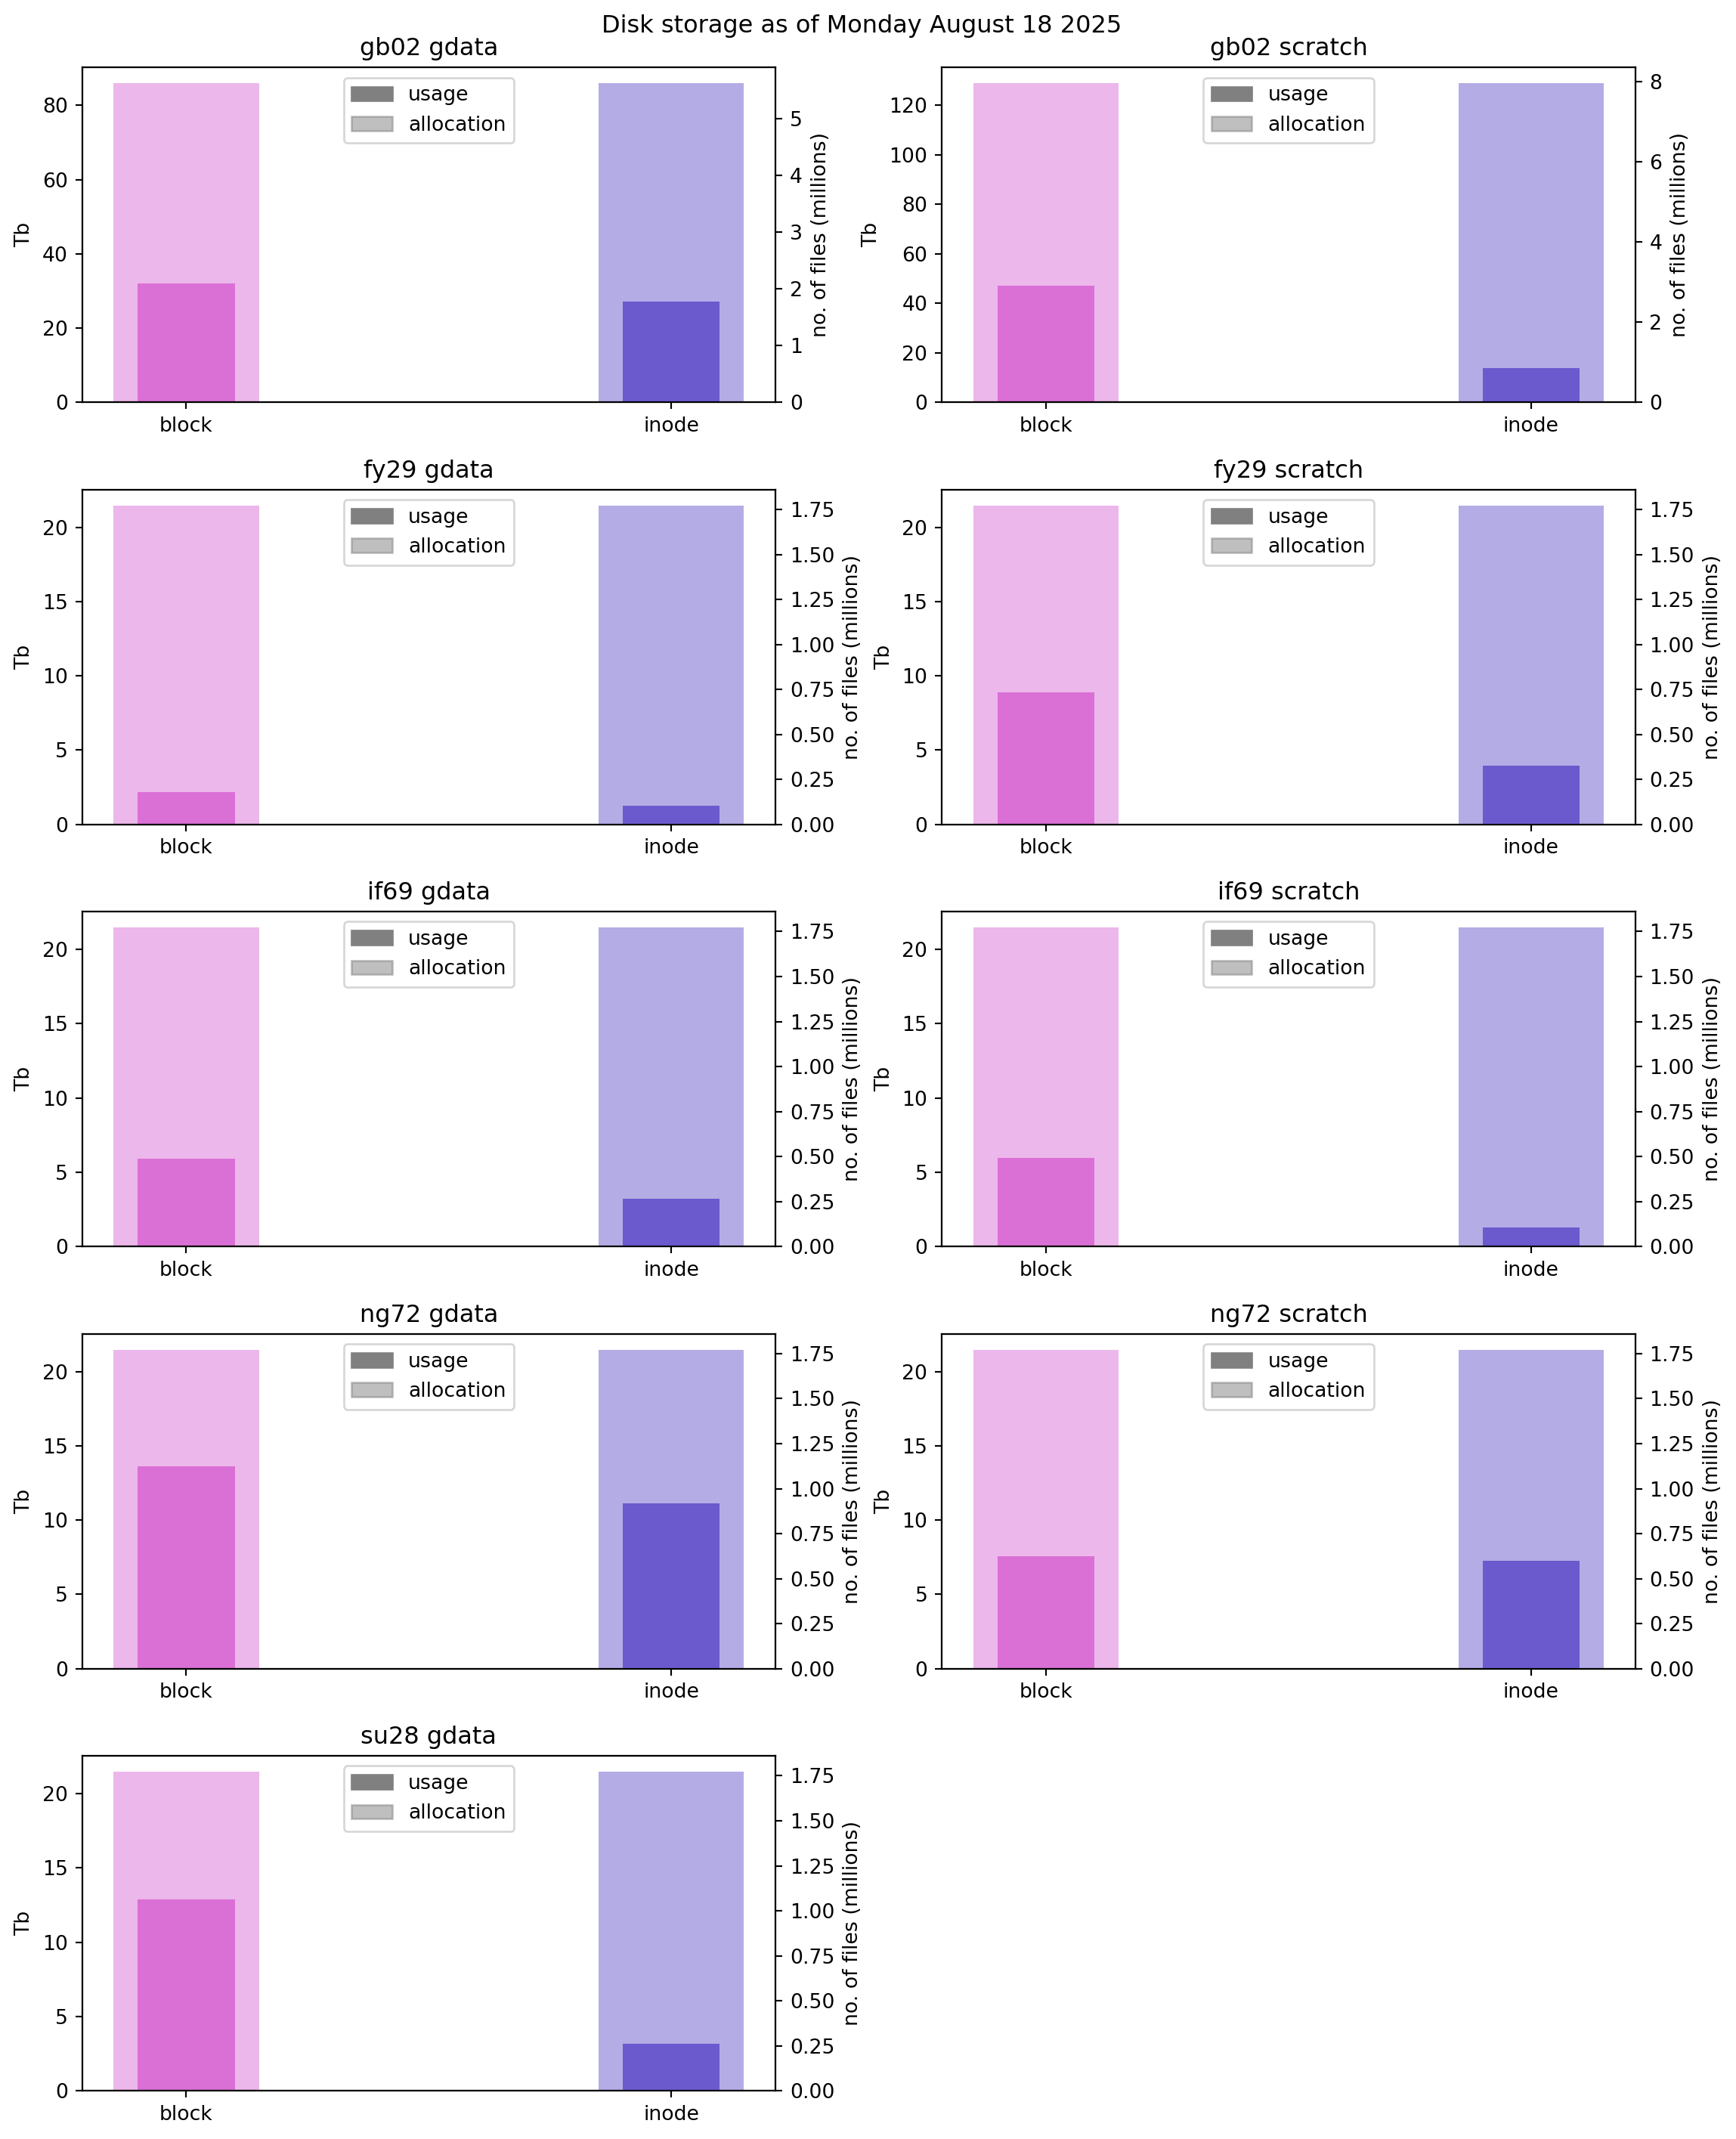 Disk storage as of Monday August 18 2025
gb02 gdata
usage
allocation
80
60
40
20
0
Tb
5
4
3
2
1
0
no. of files (millions)
block
inode
gb02 scratch
usage
allocation
120
100
80
60
40
20
0
Tb
8
6
4
2
0
no. of files (millions)
block
inode
fy29 gdata
usage
allocation
20
15
10
5
0
Tb
1.75
1.50
1.25
1.00
0.75
0.50
0.25
0.00
no. of files (millions)
block
inode
fy29 scratch
usage
allocation
20
15
10
5
0
Tb
1.75
1.50
1.25
1.00
0.75
0.50
0.25
0.00
no. of files (millions)
block
inode
if69 gdata
usage
allocation
20
15
10
5
0
Tb
1.75
1.50
1.25
1.00
0.75
0.50
0.25
0.00
no. of files (millions)
block
inode
if69 scratch
usage
allocation
20
15
10
5
0
Tb
1.75
1.50
1.25
1.00
0.75
0.50
0.25
0.00
no. of files (millions)
block
inode
ng72 gdata
usage
allocation
20
15
10
5
0
Tb
1.75
1.50
1.25
1.00
0.75
0.50
0.25
0.00
no. of files (millions)
block
inode
ng72 scratch
usage
allocation
20
15
10
5
0
Tb
1.75
1.50
1.25
1.00
0.75
0.50
0.25
0.00
no. of files (millions)
block
inode
su28 gdata
usage
allocation
20
15
10
5
0
Tb
1.75
1.50
1.25
1.00
0.75
0.50
0.25
0.00
no. of files (millions)
block
inode